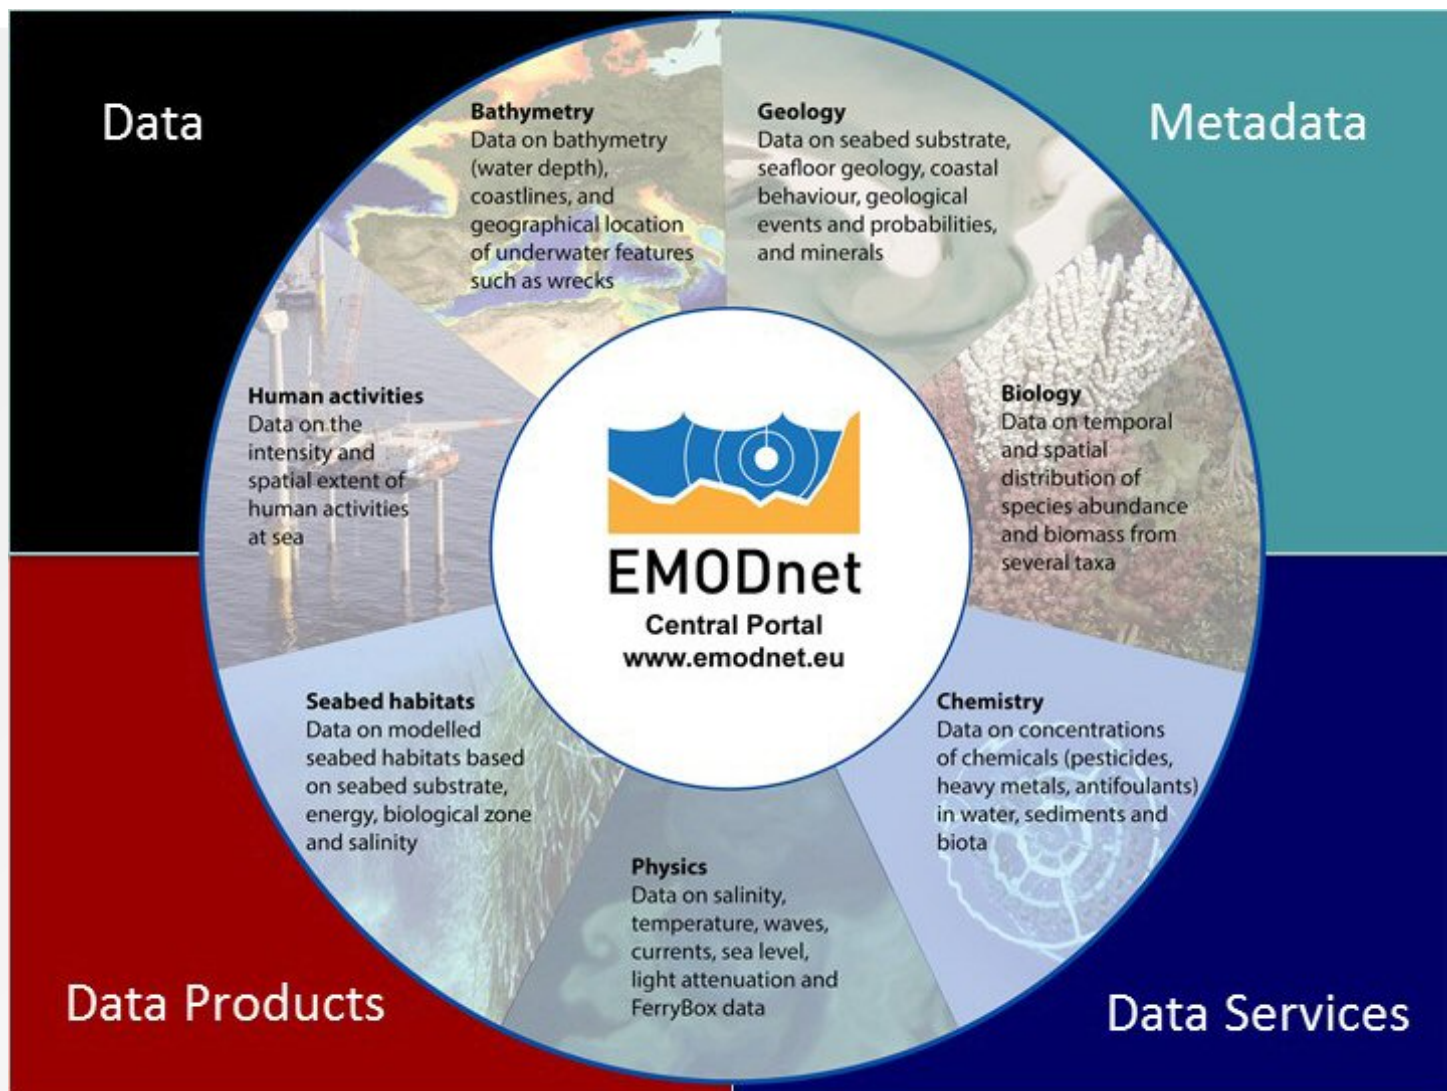 Data
Metadata
Bathymetry
Data on bathymetry
(water depth),
coastlines, and
geographical location
of underwater features
such as wrecks
Geology
Data on seabed substrate,
seafloor geology, coastal
behaviour, geological
events and probabilities,
and minerals
Human activities
Data on the
intensity and
spatial extent of
human activities
at sea
Biology
Data on temporal
and spatial
distribution of
species abundance
and biomass from
several taxa
EMODnet
Central Portal
www.emodnet.eu
Seabed habitats
Data on modelled
seabed habitats based
on seabed substrate,
energy, biological zone
and salinity
Chemistry
Data on concentrations
of chemicals (pesticides,
heavy metals, antifoulants)
in water, sediments and
biota
Physics
Data on salinity,
temperature, waves,
currents, sea level,
light attenuation and
FerryBox data
Data Products
Data Services